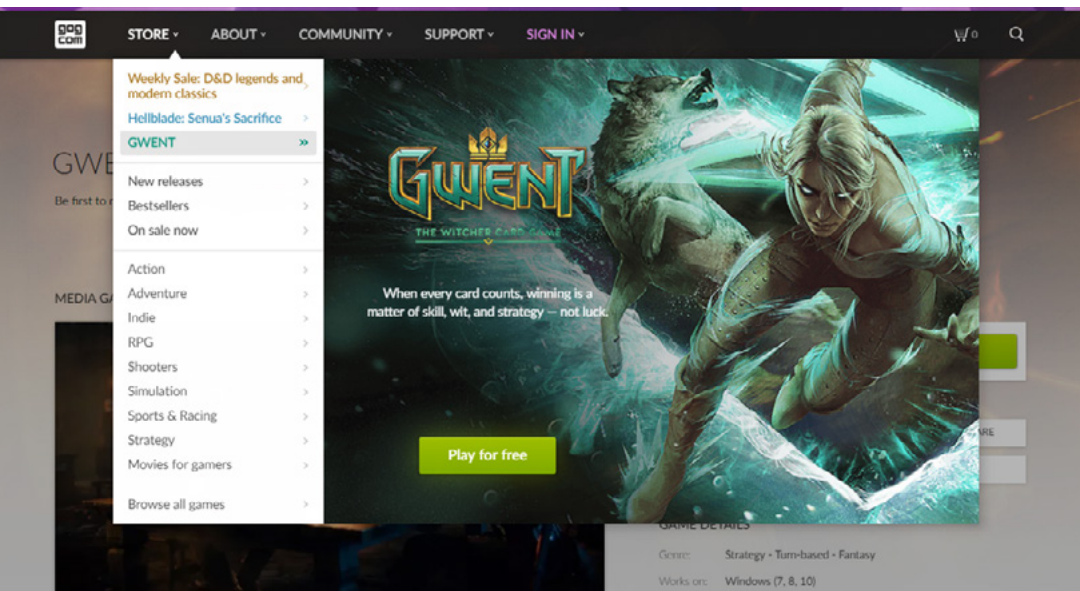 gog
com
STORE
ABOUT
COMMUNITY
SUPPORT
SIGN IN
0
Weekly Sale: D&D legends and
modern classics
Hellblade: Senua's Sacrifice
GWENT
New releases
Bestsellers
On sale now
Action
Adventure
Indie
RPG
Shooters
Simulation
Sports & Racing
Strategy
Movies for gamers
Browse all games
GWENT
THE WITCHER CARD GAME
When every card counts, winning is a
matter of skill, wit, and strategy — not luck.
Play for free
GWE
Be first to
MEDIA
GAME DETAILS
Genre: Strategy - Turn-based - Fantasy
Works on: Windows (7, 8, 10)